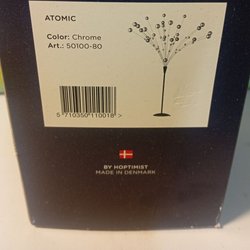 ATOMIC
Color: Chrome
Art.: 50100-80
5 710350 110018 >
BY HOPTIMIST
MADE IN DENMARK